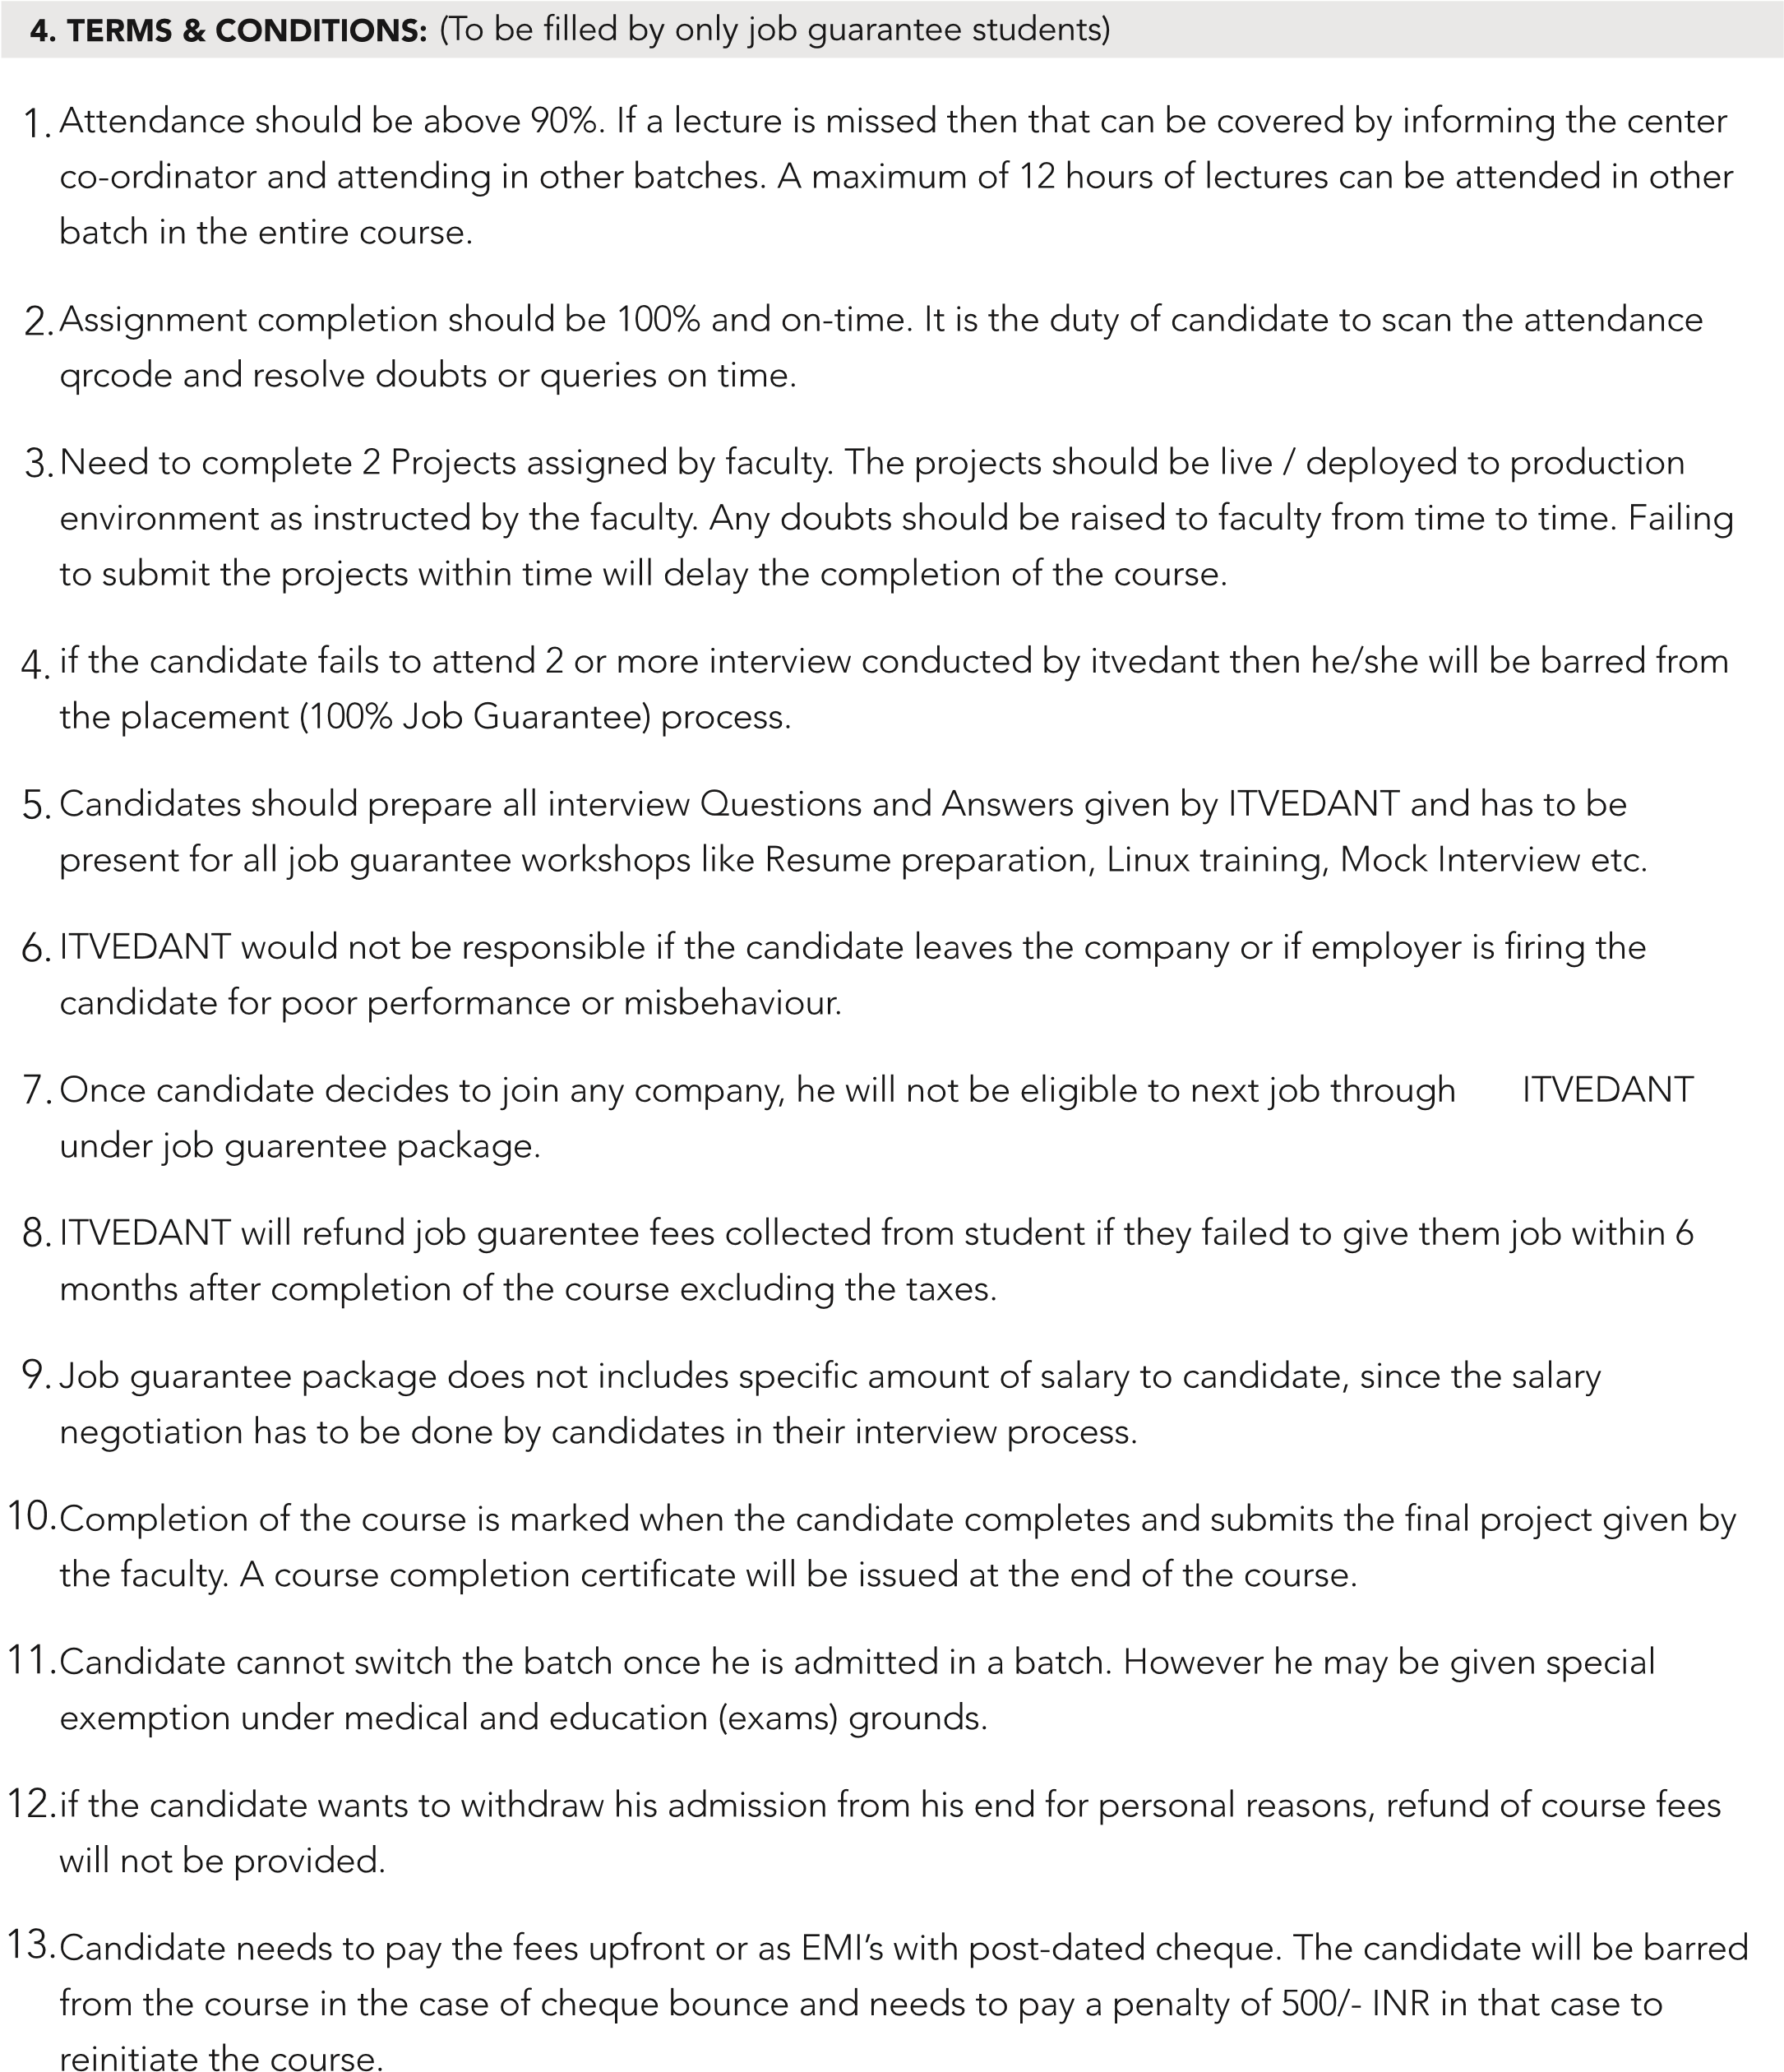 4. TERMS & CONDITIONS: (To be filled by only job guarantee students)
1. Attendance should be above 90%. If a lecture is missed then that can be covered by informing the center
co-ordinator and attending in other batches. A maximum of 12 hours of lectures can be attended in other
batch in the entire course.
2. Assignment completion should be 100% and on-time. It is the duty of candidate to scan the attendance
qrcode and resolve doubts or queries on time.
3. Need to complete 2 Projects assigned by faculty. The projects should be live / deployed to production
environment as instructed by the faculty. Any doubts should be raised to faculty from time to time. Failing
to submit the projects within time will delay the completion of the course.
4. if the candidate fails to attend 2 or more interview conducted by itvedant then he/she will be barred from
the placement (100% Job Guarantee) process.
5. Candidates should prepare all interview Questions and Answers given by ITVEDANT and has to be
present for all job guarantee workshops like Resume preparation, Linux training, Mock Interview etc.
6. ITVEDANT would not be responsible if the candidate leaves the company or if employer is firing the
candidate for poor performance or misbehaviour.
7. Once candidate decides to join any company, he will not be eligible to next job through ITVEDANT
under job guarentee package.
8. ITVEDANT will refund job guarentee fees collected from student if they failed to give them job within 6
months after completion of the course excluding the taxes.
9. Job guarantee package does not includes specific amount of salary to candidate, since the salary
negotiation has to be done by candidates in their interview process.
10. Completion of the course is marked when the candidate completes and submits the final project given by
the faculty. A course completion certificate will be issued at the end of the course.
11. Candidate cannot switch the batch once he is admitted in a batch. However he may be given special
exemption under medical and education (exams) grounds.
12. if the candidate wants to withdraw his admission from his end for personal reasons, refund of course fees
will not be provided.
13. Candidate needs to pay the fees upfront or as EMI’s with post-dated cheque. The candidate will be barred
from the course in the case of cheque bounce and needs to pay a penalty of 500/- INR in that case to
reinitiate the course.